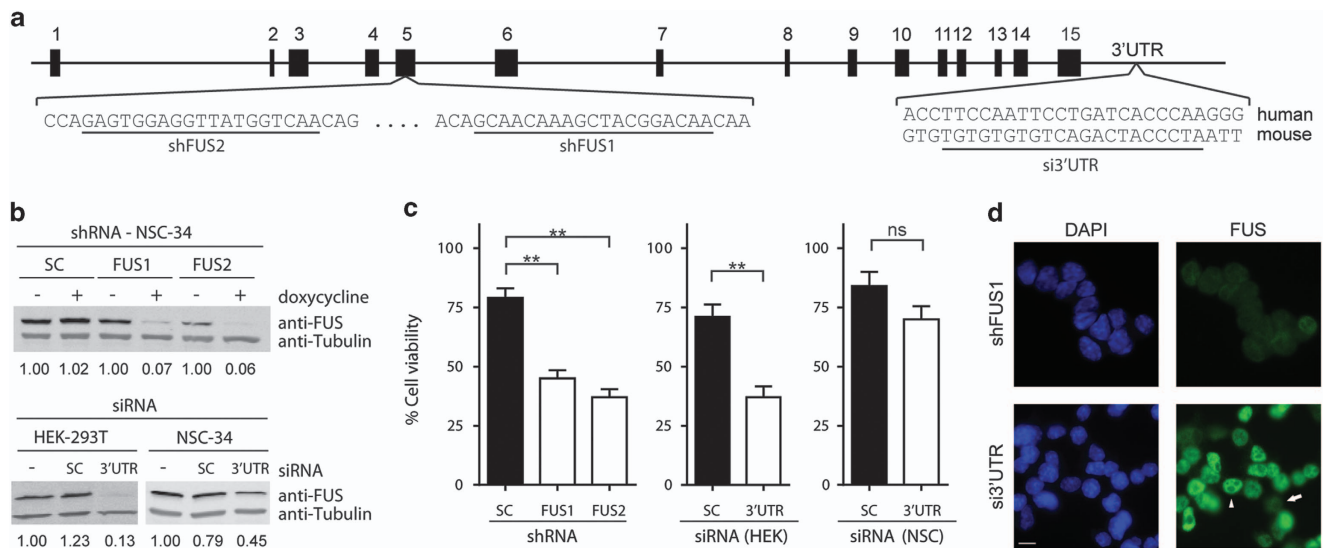 a
1 2 3 4 5 6 7 8 9 10 11 12 13 14 15 3'UTR
CCAGAGTGGAGGTTATGGTCAACAG .... ACAGCAACAAAGCTACGGACAACAA
shFUS2 shFUS1
ACCTTCCAATTCCTGATCACCCAAGGG human
GTGTGTGTGTGTCAGACTACCCTAATT mouse
si3'UTR
b
shRNA - NSC-34
SC FUS1 FUS2
- + - + - + doxycycline
anti-FUS
anti-Tubulin
1.00 1.02 1.00 0.07 1.00 0.06
siRNA
HEK-293T NSC-34
- SC 3'UTR - SC 3'UTR siRNA
anti-FUS
anti-Tubulin
1.00 1.23 0.13 1.00 0.79 0.45
c
% Cell viability
100
75
50
25
0
**
**
SC FUS1 FUS2
shRNA
100
75
50
25
0
**
SC 3'UTR
siRNA (HEK)
100
75
50
25
0
ns
SC 3'UTR
siRNA (NSC)
d
DAPI FUS
shFUS1
si3'UTR